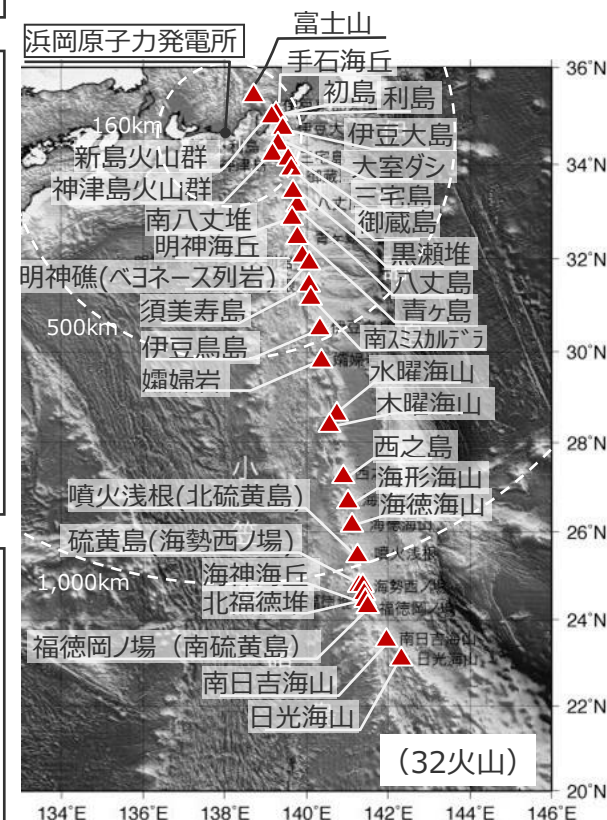 富士山
浜岡原子力発電所
手石海丘
初島
利島
160km
伊豆大島
新島火山群
大室ダシ
神津島火山群
三宅島
御蔵島
南八丈堆
明神海丘
黒瀬堆
明神礁(ベヨネース列岩)
八丈島
須美寿島
青ヶ島
500km
南スミスカルデラ
伊豆鳥島
水曜海山
孀婦岩
木曜海山
西之島
海形海山
噴火浅根(北硫黄島)
海徳海山
硫黄島(海勢西ノ場)
海神海丘
1,000km
北福徳堆
福徳岡ノ場（南硫黄島）
南日吉海山
日光海山
（32火山）
36°N
34°N
32°N
30°N
28°N
26°N
24°N
22°N
20°N
134°E 136°E 138°E 140°E 142°E 144°E 146°E